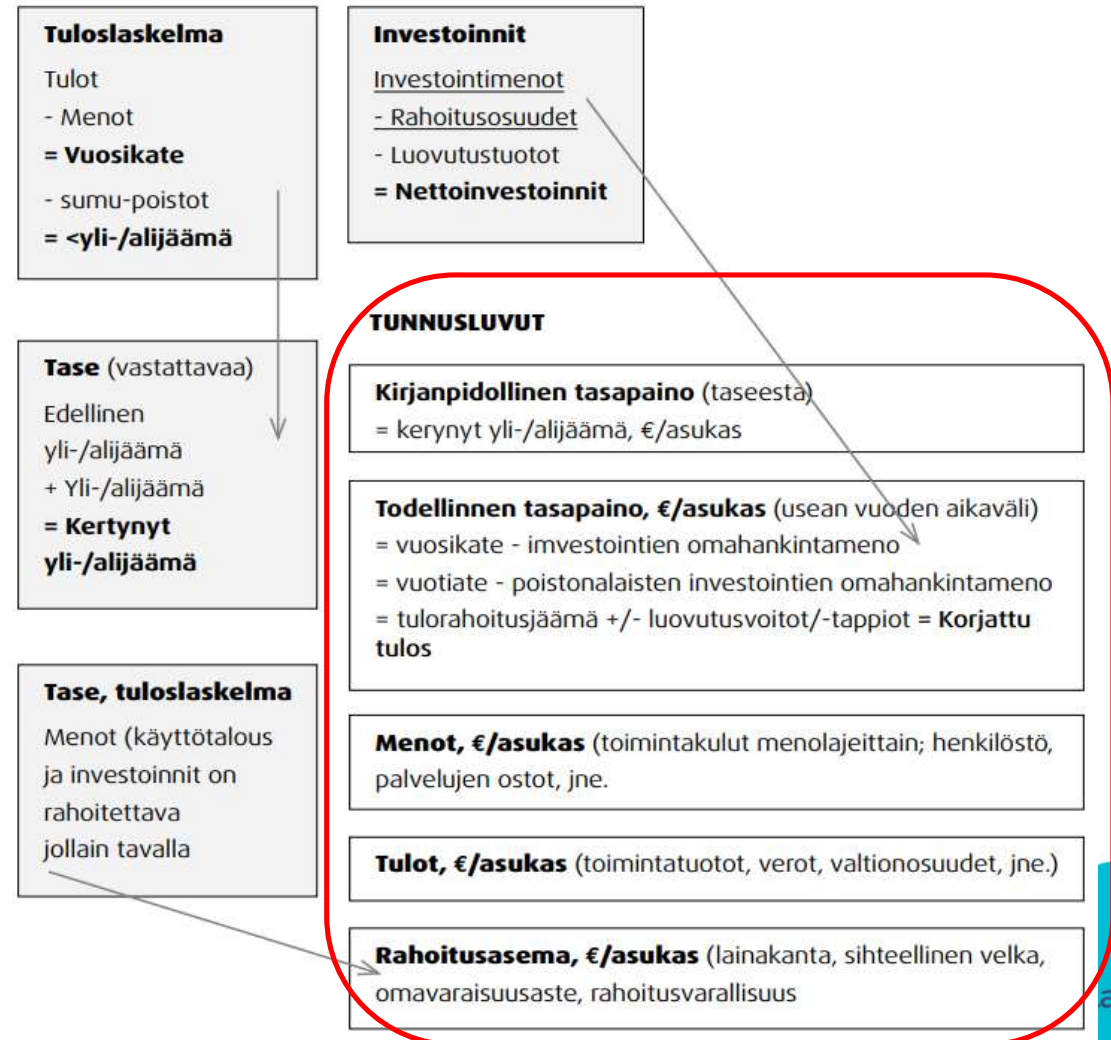 Tuloslaskelma
Tulot
- Menot
= Vuosikate
- sumu-poistot
= <yli-/alijäämä
Investoinnit
Investointimenot
- Rahoitusosuudet
- Luovutustuotot
= Nettoinvestoinnit
Tase (vastattavaa)
Edellinen
yli-/alijäämä
+ Yli-/alijäämä
= Kertynyt
yli-/alijäämä
Tase, tuloslaskelma
Menot (käyttötalous
ja investoinnit on
rahoitettava
jollain tavalla
TUNNUSLUVUT
Kirjanpidollinen tasapaino (taseesta)
= kerynyt yli-/alijäämä, €/asukas
Todellinnen tasapaino, €/asukas (usean vuoden aikaväli)
= vuosikate - imvestointien omahankintameno
= vuotiate - poistonalaisten investointien omahankintameno
= tulorahoitusjäämä +/- luovutusvoitot/-tappiot = Korjattu
tulos
Menot, €/asukas (toimintakulut menolajeittain; henkilöstö,
palvelujen ostot, jne.
Tulot, €/asukas (toimintatuotot, verot, valtionosuudet, jne.)
Rahoitusasema, €/asukas (lainakanta, sihteellinen velka,
omavaraisuusaste, rahoitusvarallisuus